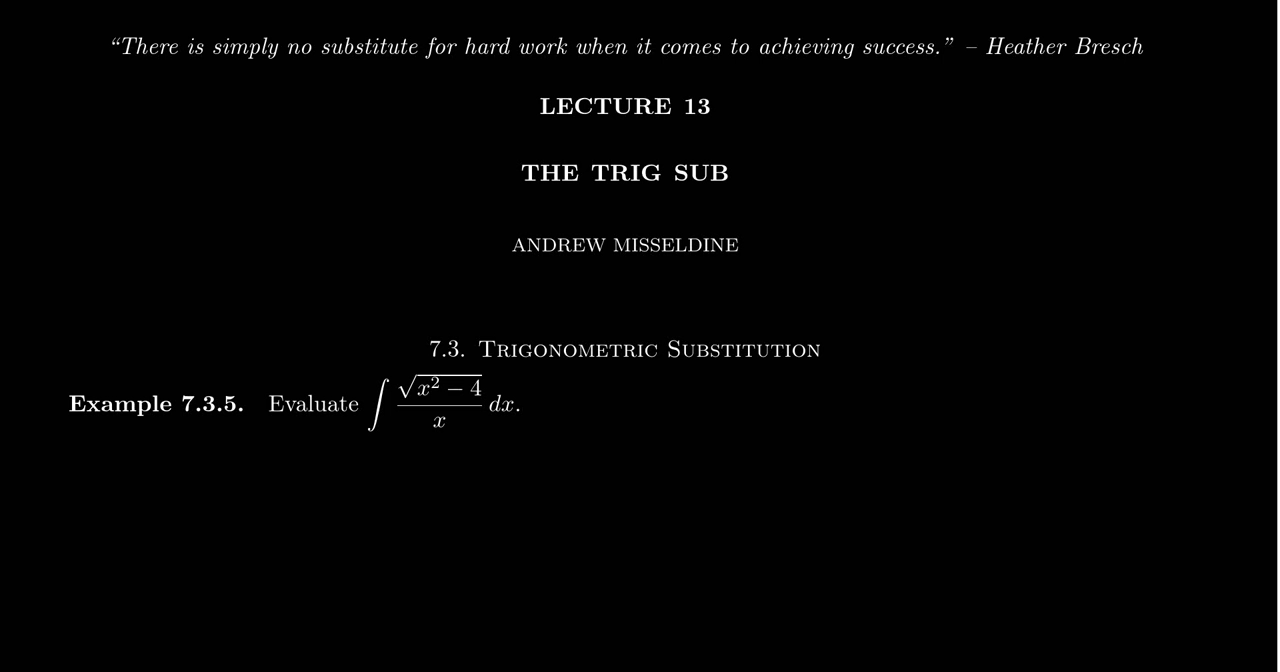 “There is simply no substitute for hard work when it comes to achieving success.” – Heather Bresch
LECTURE 13
THE TRIG SUB
ANDREW MISSELDINE
7.3. Trigonometric Substitution
Example 7.3.5. Evaluate ∫ √(x² − 4) / x dx.